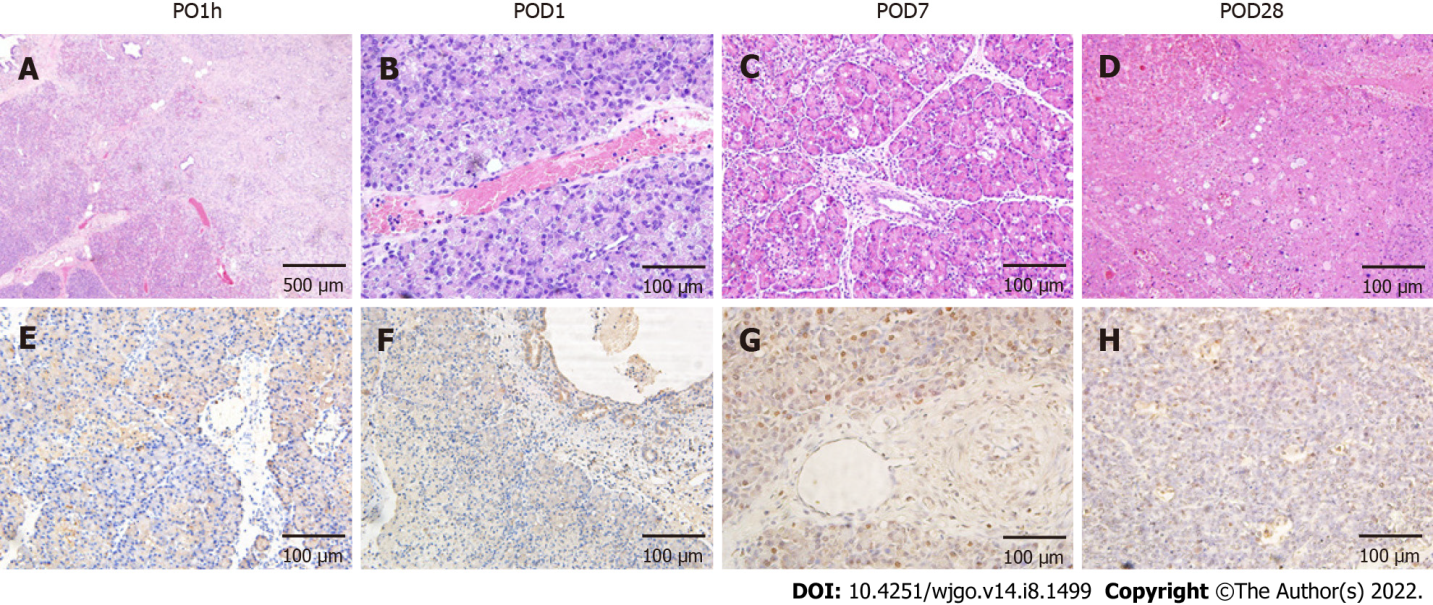 PO1h POD1 POD7 POD28
A B C D
500 µm 100 µm 100 µm 100 µm
E F G H
100 µm 100 µm 100 µm 100 µm
DOI: 10.4251/wjgo.v14.i8.1499 Copyright ©The Author(s) 2022.